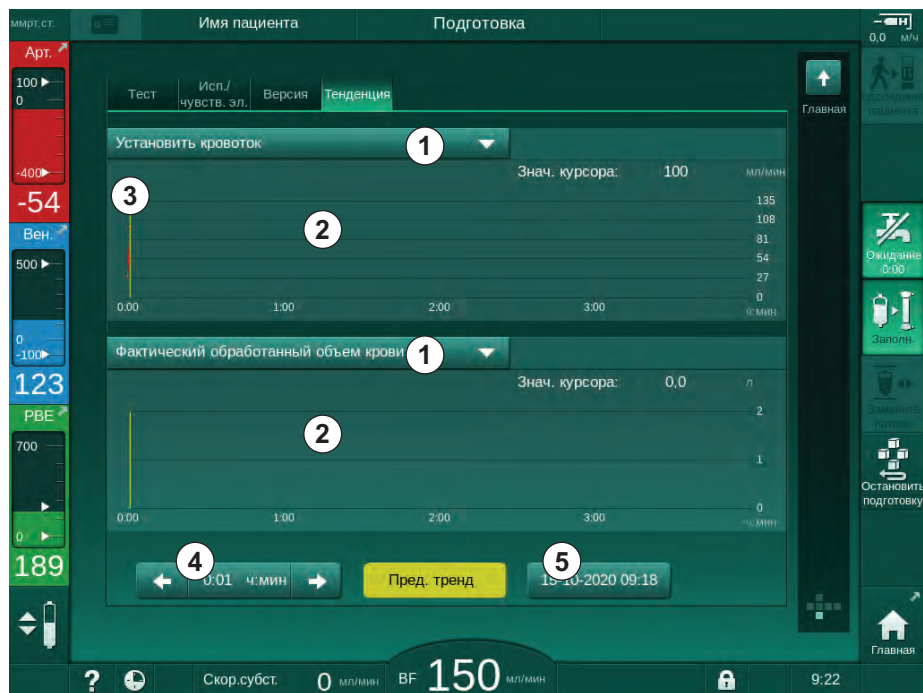 ммрт.ст.
Имя пациента
Подготовка
0,0 м/ч
Арт.
100
0
-400
-54
Вен.
500
0
-100
123
PBE
700
0
189
Тест
Исп./
чувств. эл.
Версия
Тенденция
Главная
Установить кровоток
1
Знач. курсора: 100 мл/мин
3
2
135
108
81
54
27
0
0:00 1:00 2:00 3:00 ч:мин
Фактический обработанный объем крови
1
Знач. курсора: 0,0 л
2
2
1
0
0:00 1:00 2:00 3:00 ч:мин
4
0:01 ч:мин
Пред. тренд
5
15-10-2020 09:18
пациента
Ожидание
0:00
Заполн.
Заменить
патрон
Остановить
подготовку
Главная
?
Скор.субст. 0 мл/мин
BF 150 мл/мин
9:22